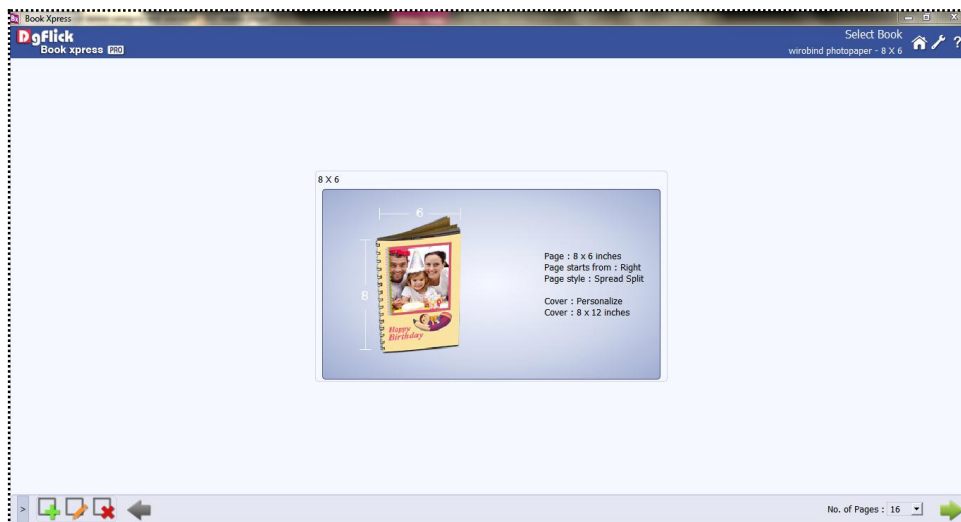 Bx Book Xpress
DgFlick
Book xpress PRO
Select Book
wirobind photopaper - 8 X 6
?
8 X 6
6
8
Happy
Birthday
Page : 8 x 6 inches
Page starts from : Right
Page style : Spread Split
Cover : Personalize
Cover : 8 x 12 inches
>
No. of Pages : 16